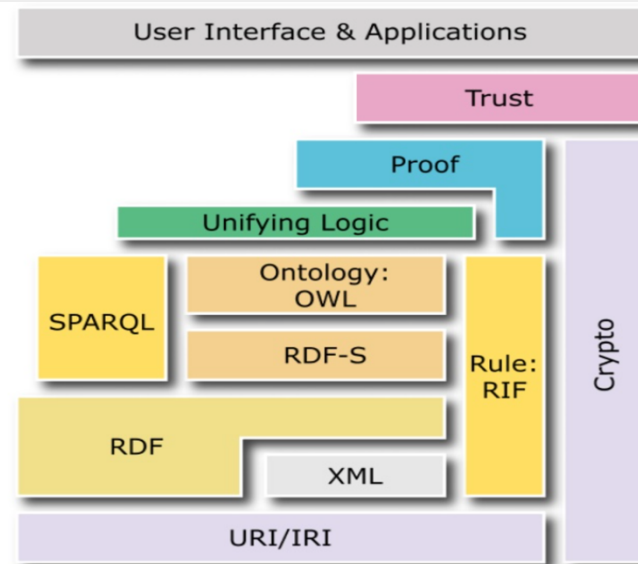 User Interface & Applications
Trust
Proof
Unifying Logic
SPARQL
Ontology:
OWL
RDF-S
Rule:
RIF
Crypto
RDF
XML
URI/IRI